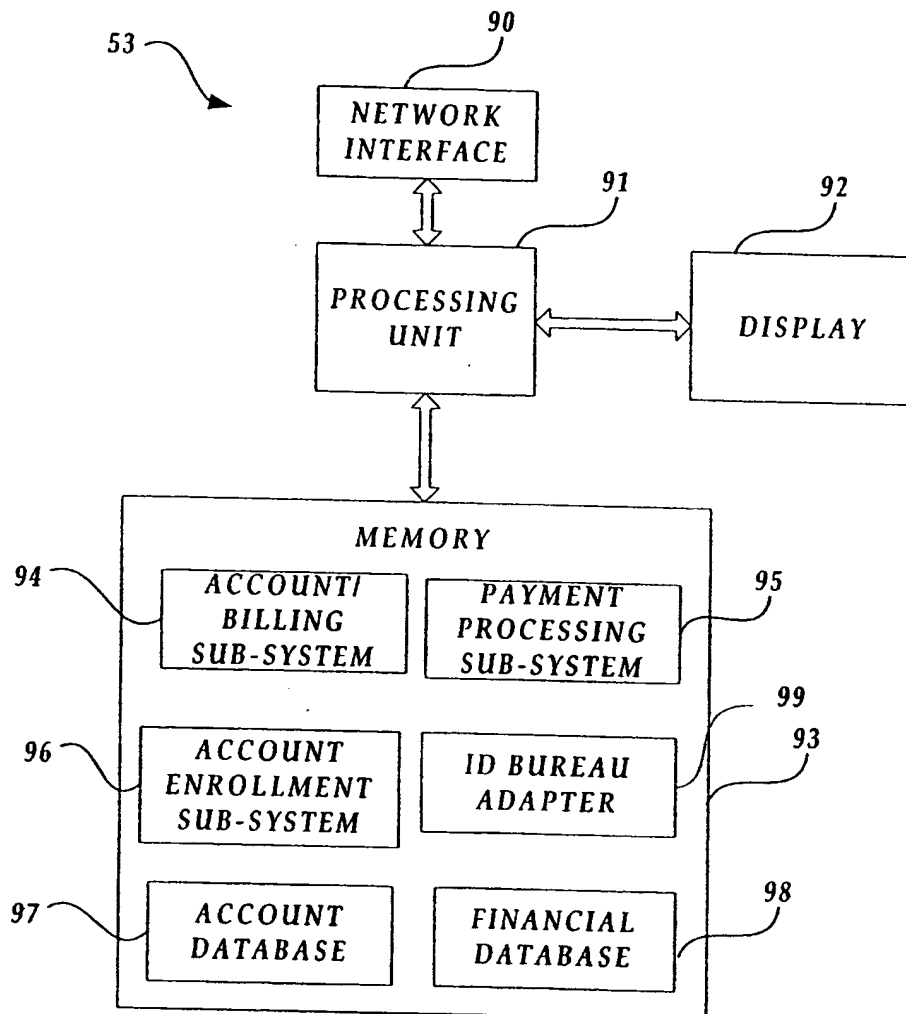 53
90
NETWORK
INTERFACE
91
92
PROCESSING
UNIT
DISPLAY
MEMORY
94
ACCOUNT/
BILLING
SUB-SYSTEM
PAYMENT
PROCESSING
SUB-SYSTEM
95
99
96
ACCOUNT
ENROLLMENT
SUB-SYSTEM
ID BUREAU
ADAPTER
93
97
ACCOUNT
DATABASE
FINANCIAL
DATABASE
98